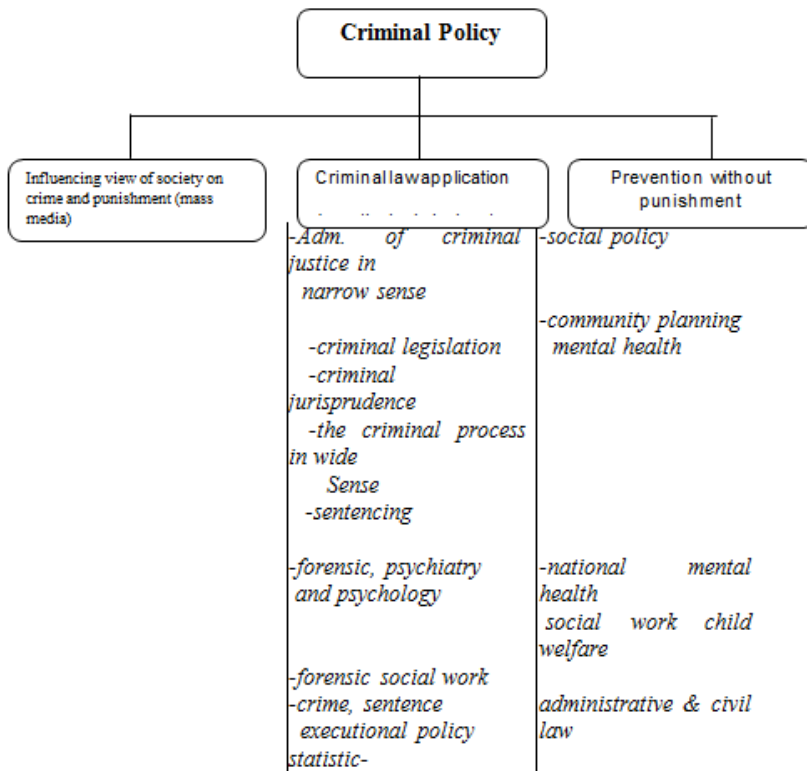 Criminal Policy
Influencing view of society on
crime and punishment (mass
media)
Criminal law application
Prevention without
punishment
-Adm. of criminal
justice in
narrow sense
-criminal legislation
-criminal
jurisprudence
-the criminal process
in wide
Sense
-sentencing
-forensic, psychiatry
and psychology
-forensic social work
-crime, sentence
executional policy
statistic-
-social policy
-community planning
mental health
-national mental
health
social work child
welfare
administrative & civil
law